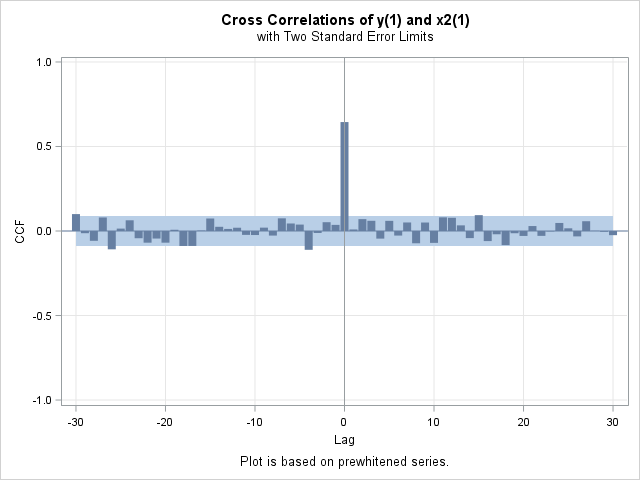 Cross Correlations of y(1) and x2(1)
with Two Standard Error Limits
1.0
0.5
0.0
-0.5
-1.0
CCF
-30
-20
-10
0
10
20
30
Lag
Plot is based on prewhitened series.